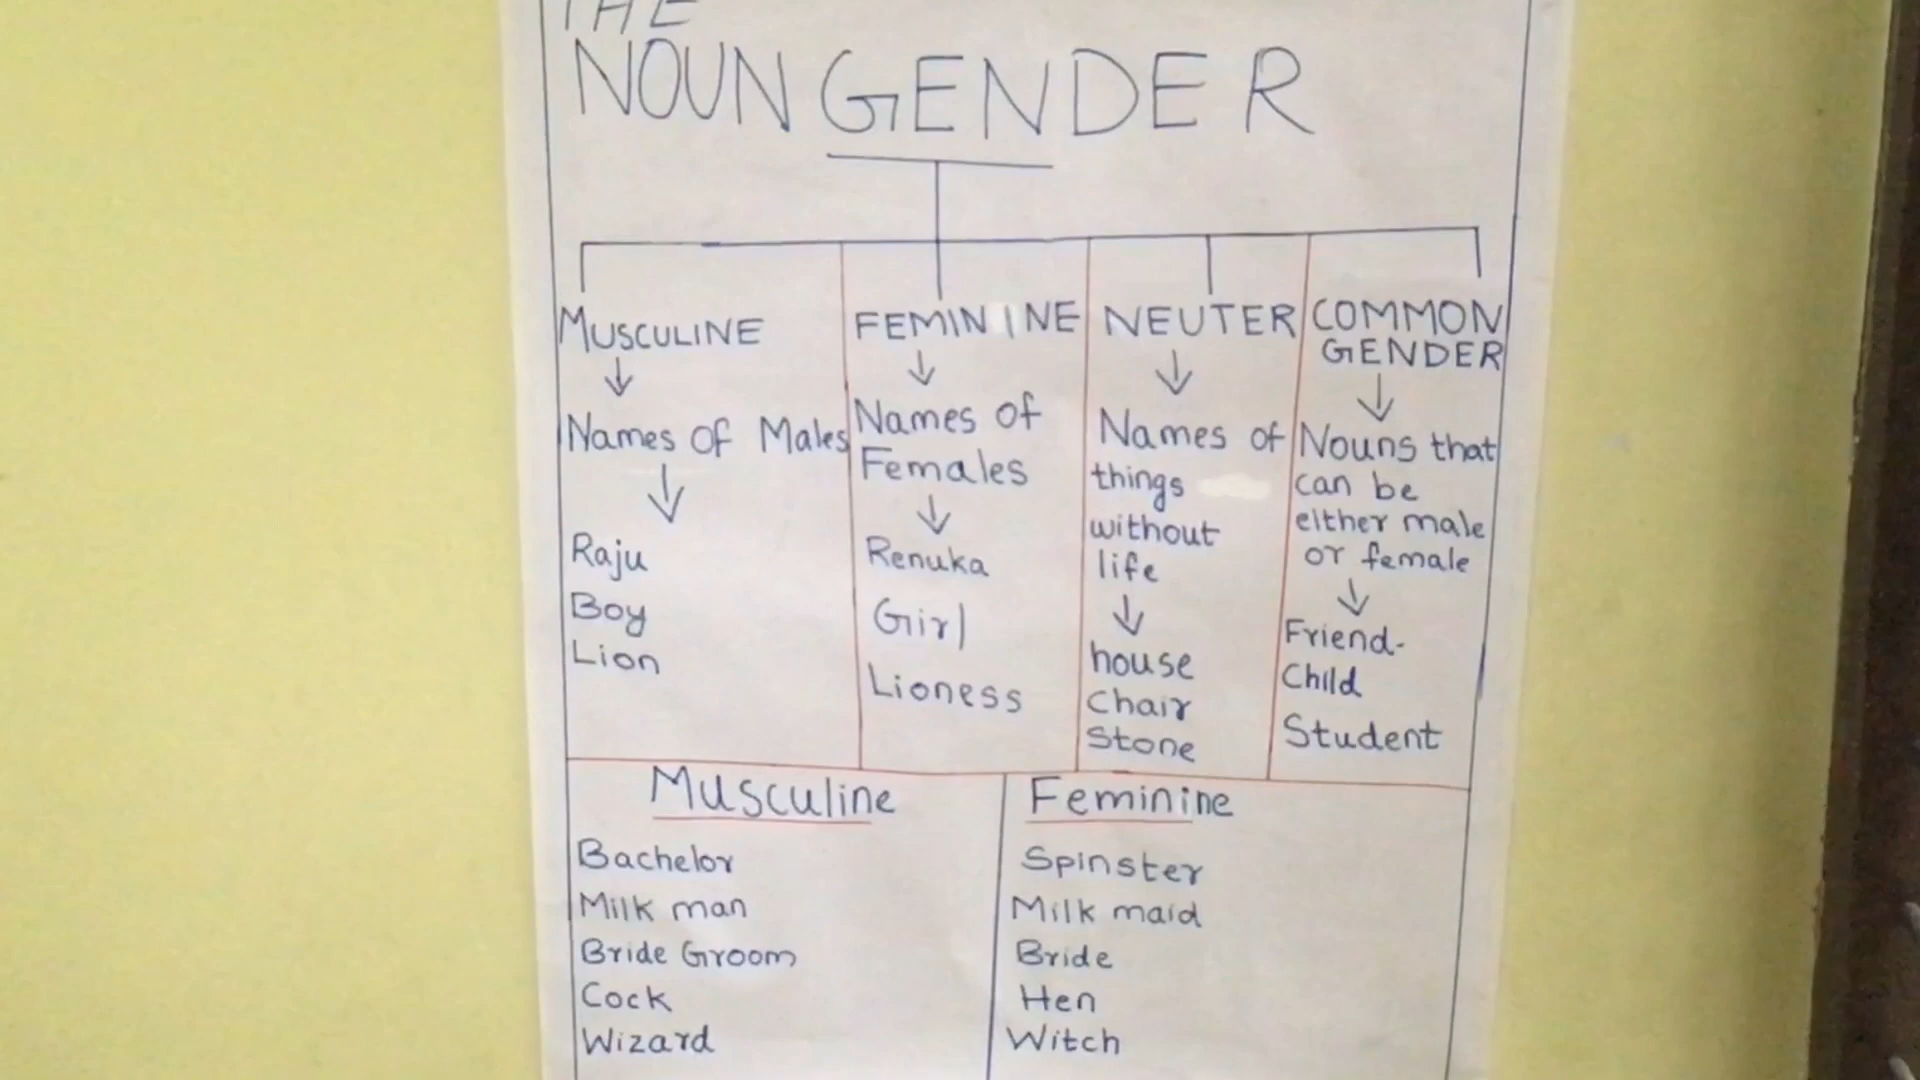 THE
NOUN GENDER
MUSCULINE
Names of Males
Raju
Boy
Lion
FEMININE
Names of
Females
Renuka
Girl
Lioness
NEUTER
Names of
things
without
life
house
Chair
Stone
COMMON
GENDER
Nouns that
can be
either male
or female
Friend-
Child
Student
Musculine
Bachelor
Milk man
Bride Groom
Cock
Wizard
Feminine
Spinster
Milk maid
Bride
Hen
Witch